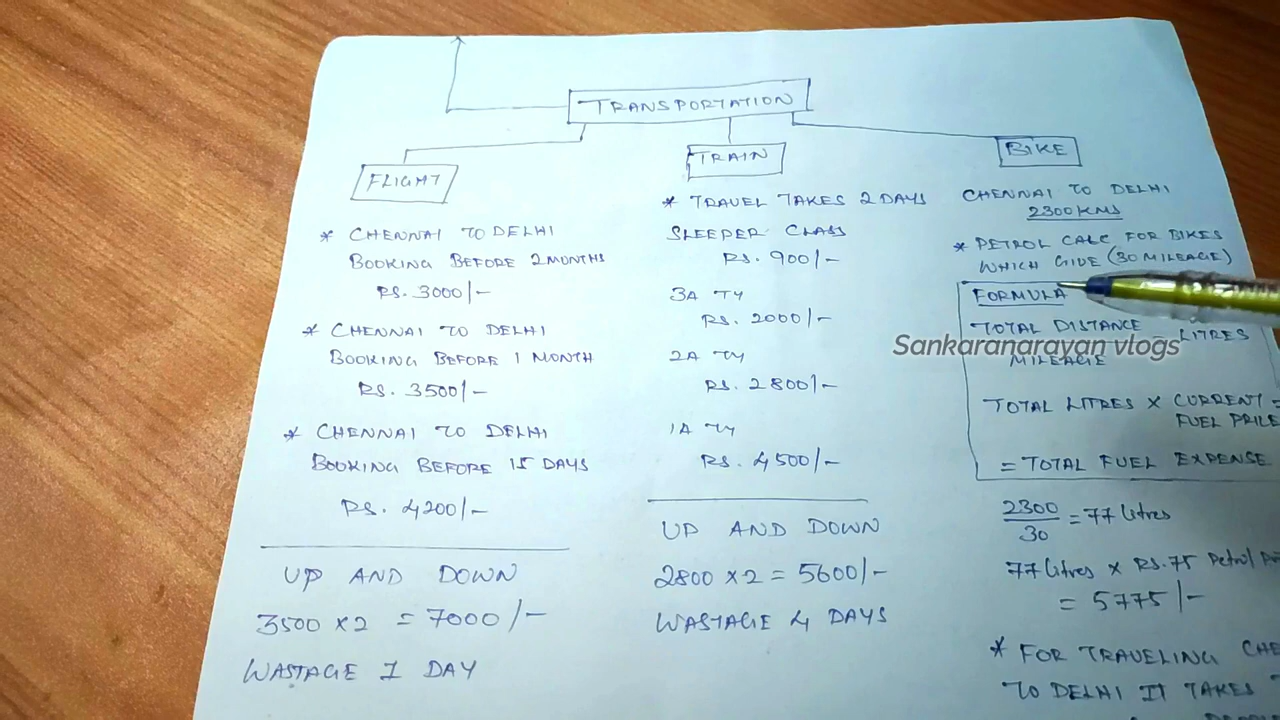 TRANSPORTATION
FLIGHT
* CHENNAI TO DELHI
BOOKING BEFORE 2 MONTHS
RS. 3000/-
* CHENNAI TO DELHI
BOOKING BEFORE 1 MONTH
RS. 3500/-
* CHENNAI TO DELHI
BOOKING BEFORE 15 DAYS
RS. 4200/-
UP AND DOWN
3500 x 2 = 7000/-
WASTAGE 1 DAY
TRAIN
* TRAVEL TAKES 2 DAYS
SLEEPER CLASS
RS. 900/-
3A TY
RS. 2000/-
2A TY
RS. 2800/-
1A TY
RS. 4500/-
UP AND DOWN
2800 x 2 = 5600/-
WASTAGE 4 DAYS
BIKE
CHENNAI TO DELHI
2300 KMS
* PETROL CALC FOR BIKES
WHICH GIVE (30 MILEAGE)
FORMULA
TOTAL DISTANCE
LITRES
MILEAGE
Sankaranarayan vlogs
TOTAL LITRES x CURRENT =
FUEL PRICE
= TOTAL FUEL EXPENSE
2300
30
= 77 litres
77 litres x Rs. 75 Petrol
= 5775/-
* FOR TRAVELING
TO DELHI IT TAKES